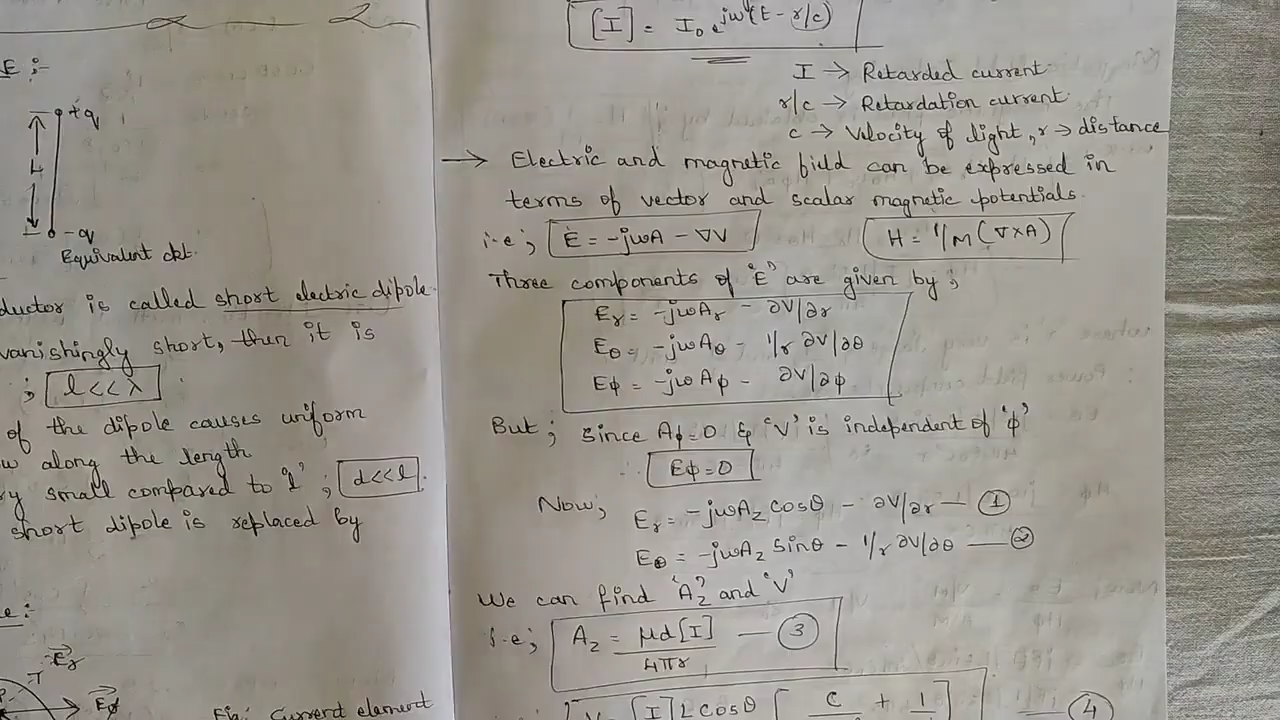 E :-
+q
L
-q
Equivalent ckt.
ductor is called short electric dipole.
vanishingly short, then it is
; l<<λ
of the dipole causes uniform
w along the length
ry small compared to 'l' ; d<<l.
short dipole is replaced by
e:-
E⃗r
Fig: Current element
[I] = I₀ e^jω(t - r/c)
I → Retarded current
r/c → Retardation current
c → Velocity of light, r → distance
→ Electric and magnetic field can be expressed in
terms of vector and scalar magnetic potentials.
i.e; E = -jωA - ∇V H = 1/μ(∇×A)
Three components of 'E' are given by;
Er = -jωAr - ∂V/∂r
Eθ = -jωAθ - 1/r ∂V/∂θ
Eφ = -jωAφ - ∂V/∂φ
But; Since Aφ=0 & 'V' is independent of 'φ'
∴ Eφ=0
Now; Er = -jωAz cosθ - ∂V/∂r — ①
Eθ = -jωAz sinθ - 1/r ∂V/∂θ — ②
We can find 'Az' and 'V'
i.e; Az = μd[I] — ③
4πr
[I]Lcosθ [ c + 1 ] — ④